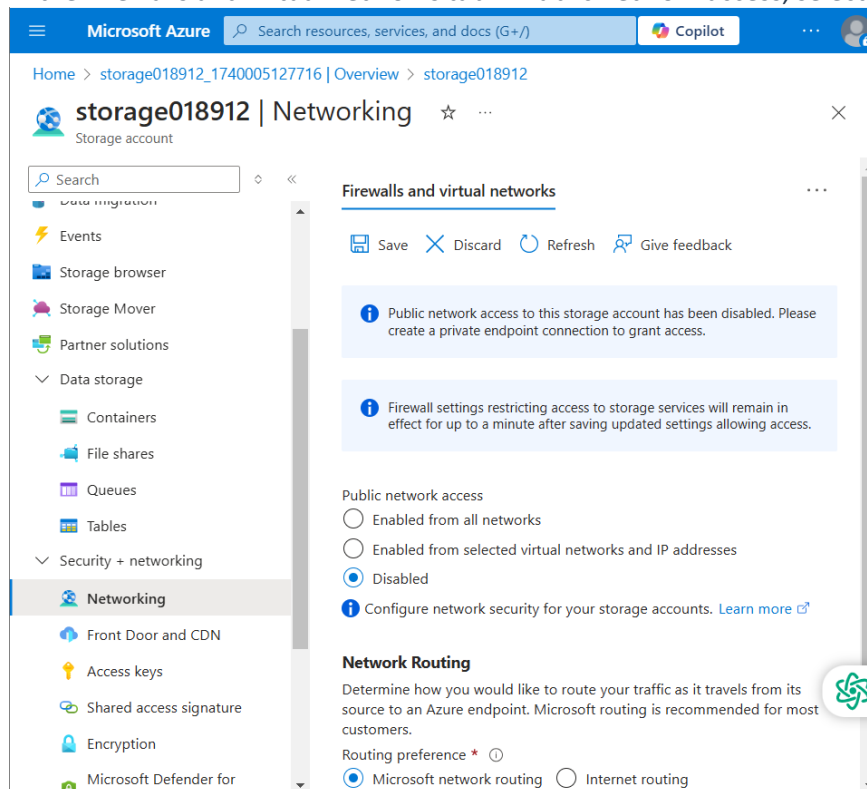 Microsoft Azure
Search resources, services, and docs (G+/)
Copilot
Home > storage018912_1740005127716 | Overview > storage018912
storage018912 | Networking
Storage account
Search
Data migration
Events
Storage browser
Storage Mover
Partner solutions
Data storage
Containers
File shares
Queues
Tables
Security + networking
Networking
Front Door and CDN
Access keys
Shared access signature
Encryption
Microsoft Defender for
Firewalls and virtual networks
Save Discard Refresh Give feedback
Public network access to this storage account has been disabled. Please
create a private endpoint connection to grant access.
Firewall settings restricting access to storage services will remain in
effect for up to a minute after saving updated settings allowing access.
Public network access
Enabled from all networks
Enabled from selected virtual networks and IP addresses
Disabled
Configure network security for your storage accounts. Learn more
Network Routing
Determine how you would like to route your traffic as it travels from its
source to an Azure endpoint. Microsoft routing is recommended for most
customers.
Routing preference *
Microsoft network routing Internet routing